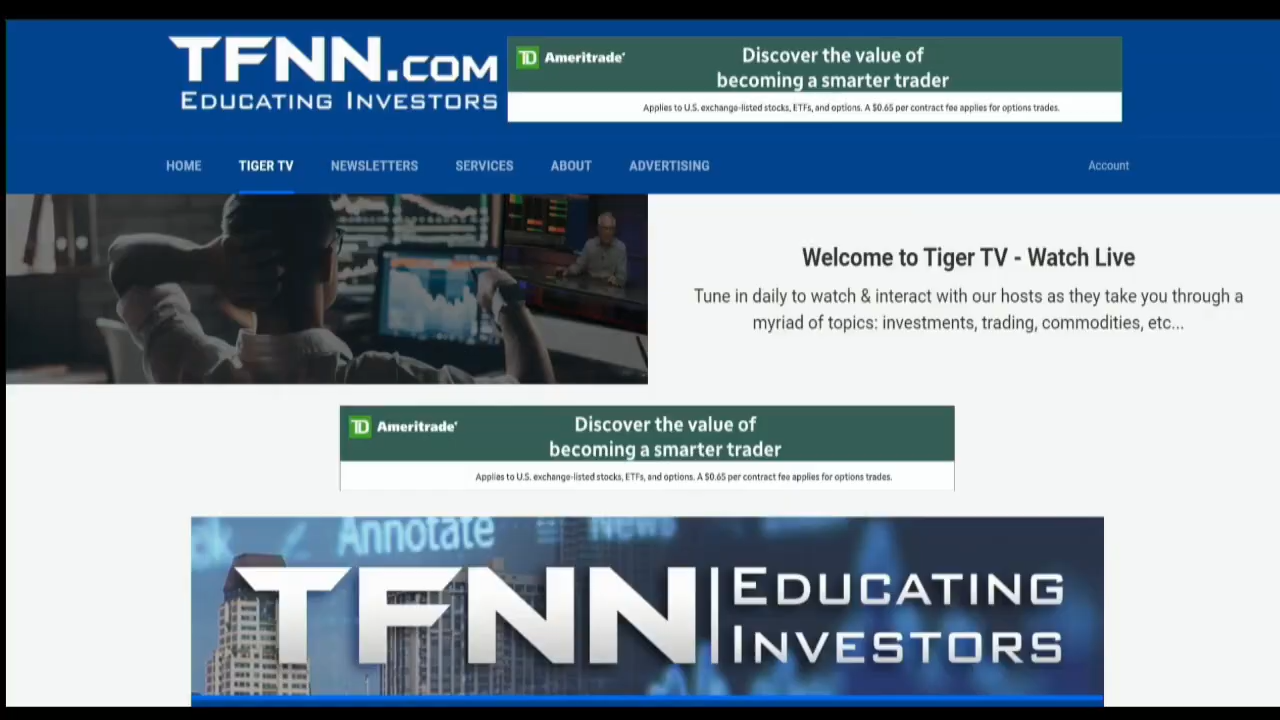 TFNN.COM
EDUCATING INVESTORS
TD Ameritrade
Discover the value of
becoming a smarter trader
Applies to U.S. exchange-listed stocks, ETFs, and options. A $0.65 per contract fee applies for options trades.
HOME TIGER TV NEWSLETTERS SERVICES ABOUT ADVERTISING Account
Welcome to Tiger TV - Watch Live
Tune in daily to watch & interact with our hosts as they take you through a
myriad of topics: investments, trading, commodities, etc...
TD Ameritrade
Discover the value of
becoming a smarter trader
Applies to U.S. exchange-listed stocks, ETFs, and options. A $0.65 per contract fee applies for options trades.
Annotate News
TFNN EDUCATING
INVESTORS